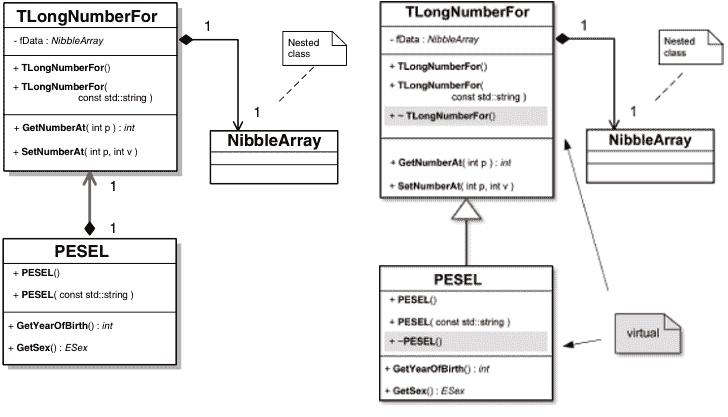 TLongNumberFor
- fData : NibbleArray
+ TLongNumberFor()
+ TLongNumberFor(
const std::string )
+ GetNumberAt( int p ) : int
+ SetNumberAt( int p, int v )
1
Nested
class
1
NibbleArray
1
1
PESEL
+ PESEL()
+ PESEL( const std::string )
+ GetYearOfBirth() : int
+ GetSex() : ESex
TLongNumberFor
- fData : NibbleArray
+ TLongNumberFor()
+ TLongNumberFor(
const std::string )
+ ~ TLongNumberFor()
+ GetNumberAt( int p ) : int
+ SetNumberAt( int p, int v )
1
Nested
class
1
NibbleArray
PESEL
+ PESEL()
+ PESEL( const std::string )
+ ~PESEL()
+ GetYearOfBirth() : int
+ GetSex() : ESex
virtual